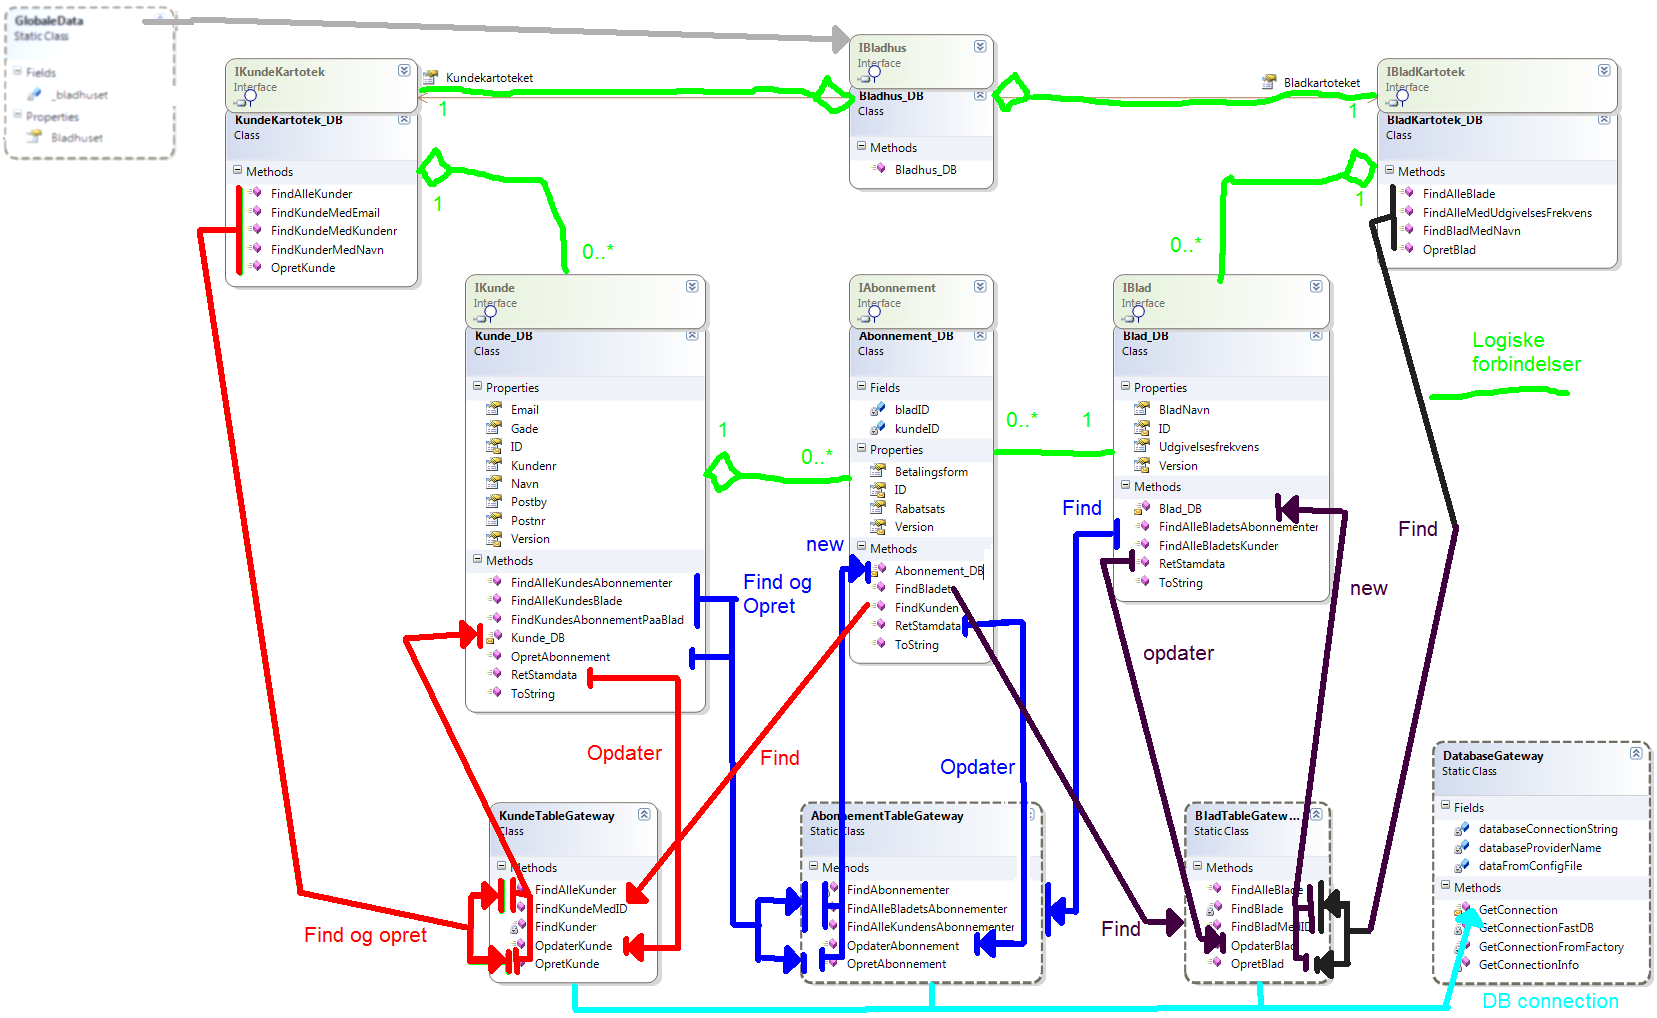 GlobaleData
Static Class
Fields
_bladhuset
Properties
Bladhuset
IKundeKartotek
Interface
KundeKartotek_DB
Class
Methods
FindAlleKunder
FindKundeMedEmail
FindKundeMedKundenr
FindKunderMedNavn
OpretKunde
Kundekartoteket
1
IBladhus
Interface
Bladhus_DB
Class
Methods
Bladhus_DB
Bladkartoteket
1
IBladKartotek
Interface
BladKartotek_DB
Class
Methods
FindAlleBlade
FindAlleMedUdgivelsesFrekvens
FindBladMedNavn
OpretBlad
1
0..*
1
0..*
IKunde
Interface
Kunde_DB
Class
Properties
Email
Gade
ID
Kundenr
Navn
Postby
Postnr
Version
Methods
FindAlleKundesAbonnementer
FindAlleKundesBlade
FindKundesAbonnementPaaBlad
Kunde_DB
OpretAbonnement
RetStamdata
ToString
1
0..*
IAbonnement
Interface
Abonnement_DB
Class
Fields
bladID
kundeID
Properties
Betalingsform
ID
Rabatsats
Version
Methods
Abonnement_DB
FindBladet
FindKunden
RetStamdata
ToString
0..*
1
IBlad
Interface
Blad_DB
Class
Properties
BladNavn
ID
Udgivelsesfrekvens
Version
Methods
Blad_DB
FindAlleBladetsAbonnementer
FindAlleBladetsKunder
RetStamdata
ToString
Logiske
forbindelser
Find
new
Find og
Opret
Find
new
opdater
Opdater
Find
Opdater
Find og opret
Find
KundeTableGateway
Class
Methods
FindAlleKunder
FindKundeMedID
FindKunder
OpdaterKunde
OpretKunde
AbonnementTableGateway
Static Class
Methods
FindAbonnementer
FindAlleBladetsAbonnementer
FindAlleKundensAbonnementer
OpdaterAbonnement
OpretAbonnement
BladTableGatew...
Static Class
Methods
FindAlleBlade
FindBlade
FindBladMedID
OpdaterBlad
OpretBlad
DatabaseGateway
Static Class
Fields
databaseConnectionString
databaseProviderName
dataFromConfigFile
Methods
GetConnection
GetConnectionFastDB
GetConnectionFromFactory
GetConnectionInfo
DB connection